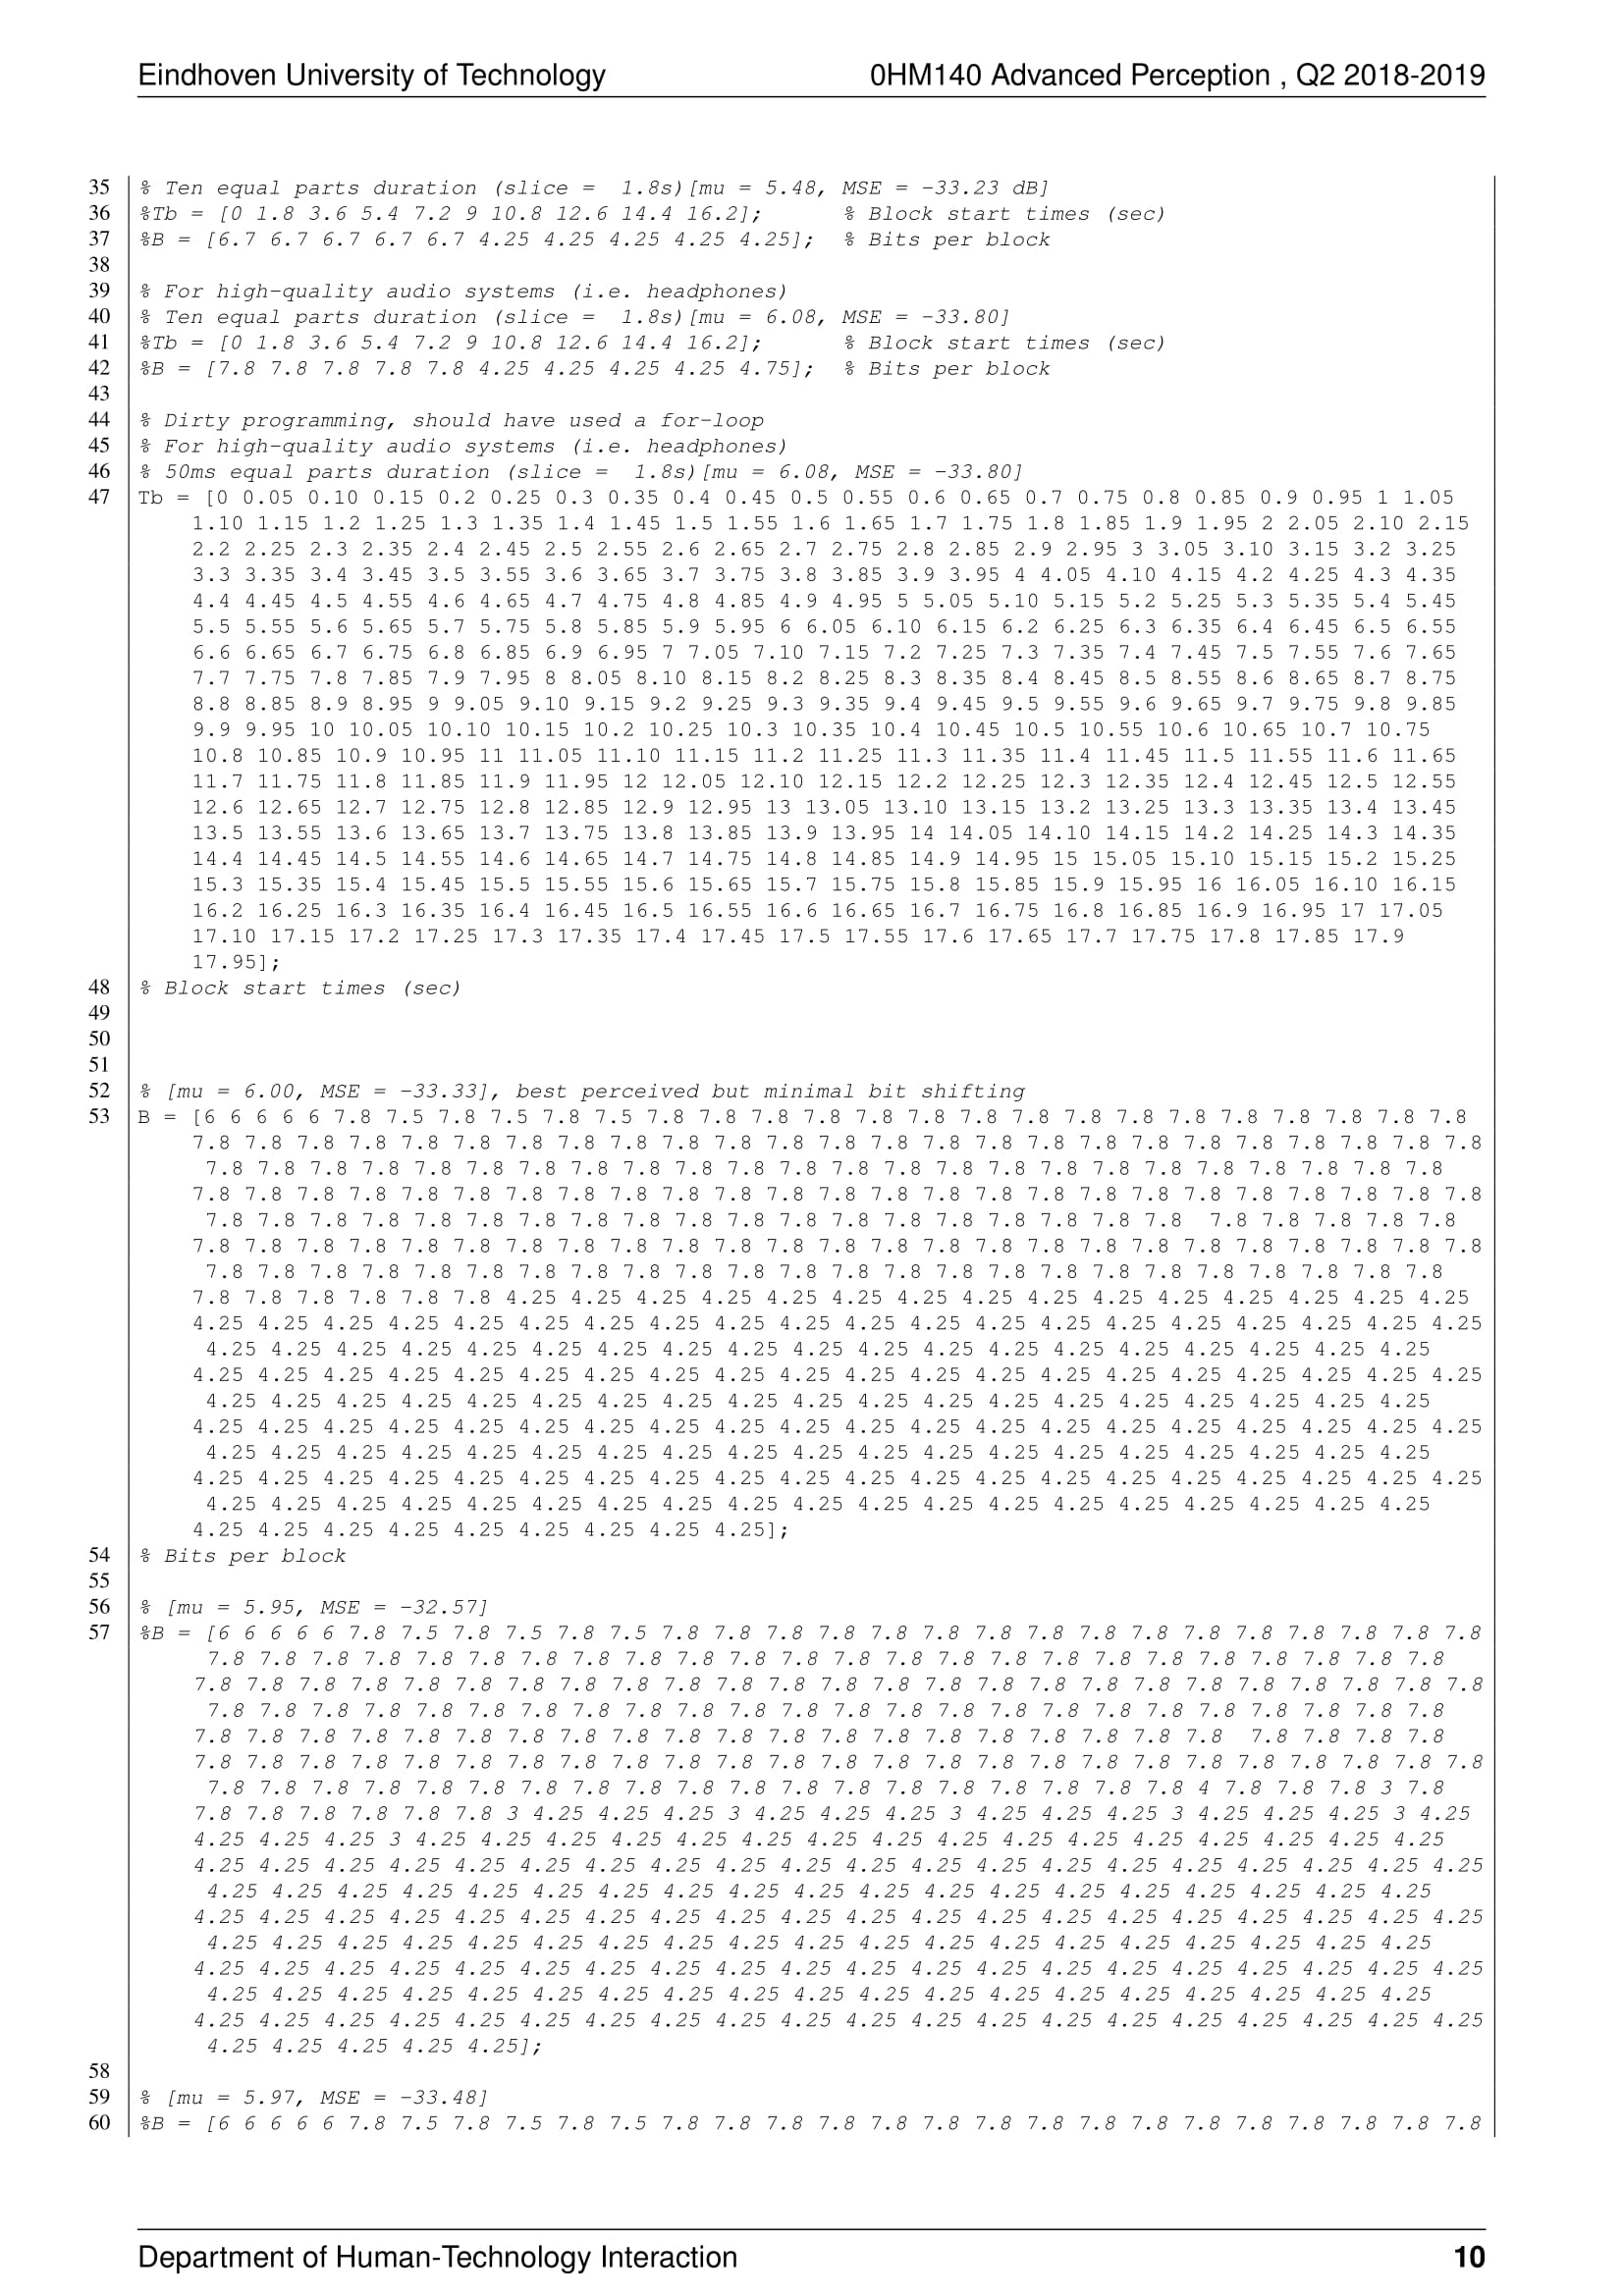 Eindhoven University of Technology 0HM140 Advanced Perception , Q2 2018-2019
35 % Ten equal parts duration (slice =  1.8s)[mu = 5.48, MSE = -33.23 dB]
36 %Tb = [0 1.8 3.6 5.4 7.2 9 10.8 12.6 14.4 16.2]; % Block start times (sec)
37 %B = [6.7 6.7 6.7 6.7 6.7 4.25 4.25 4.25 4.25 4.25]; % Bits per block
38
39 % For high-quality audio systems (i.e. headphones)
40 % Ten equal parts duration (slice =  1.8s)[mu = 6.08, MSE = -33.80]
41 %Tb = [0 1.8 3.6 5.4 7.2 9 10.8 12.6 14.4 16.2]; % Block start times (sec)
42 %B = [7.8 7.8 7.8 7.8 7.8 4.25 4.25 4.25 4.25 4.75]; % Bits per block
43
44 % Dirty programming, should have used a for-loop
45 % For high-quality audio systems (i.e. headphones)
46 % 50ms equal parts duration (slice =  1.8s)[mu = 6.08, MSE = -33.80]
47 Tb = [0 0.05 0.10 0.15 0.2 0.25 0.3 0.35 0.4 0.45 0.5 0.55 0.6 0.65 0.7 0.75 0.8 0.85 0.9 0.95 1 1.05
1.10 1.15 1.2 1.25 1.3 1.35 1.4 1.45 1.5 1.55 1.6 1.65 1.7 1.75 1.8 1.85 1.9 1.95 2 2.05 2.10 2.15
2.2 2.25 2.3 2.35 2.4 2.45 2.5 2.55 2.6 2.65 2.7 2.75 2.8 2.85 2.9 2.95 3 3.05 3.10 3.15 3.2 3.25
3.3 3.35 3.4 3.45 3.5 3.55 3.6 3.65 3.7 3.75 3.8 3.85 3.9 3.95 4 4.05 4.10 4.15 4.2 4.25 4.3 4.35
4.4 4.45 4.5 4.55 4.6 4.65 4.7 4.75 4.8 4.85 4.9 4.95 5 5.05 5.10 5.15 5.2 5.25 5.3 5.35 5.4 5.45
5.5 5.55 5.6 5.65 5.7 5.75 5.8 5.85 5.9 5.95 6 6.05 6.10 6.15 6.2 6.25 6.3 6.35 6.4 6.45 6.5 6.55
6.6 6.65 6.7 6.75 6.8 6.85 6.9 6.95 7 7.05 7.10 7.15 7.2 7.25 7.3 7.35 7.4 7.45 7.5 7.55 7.6 7.65
7.7 7.75 7.8 7.85 7.9 7.95 8 8.05 8.10 8.15 8.2 8.25 8.3 8.35 8.4 8.45 8.5 8.55 8.6 8.65 8.7 8.75
8.8 8.85 8.9 8.95 9 9.05 9.10 9.15 9.2 9.25 9.3 9.35 9.4 9.45 9.5 9.55 9.6 9.65 9.7 9.75 9.8 9.85
9.9 9.95 10 10.05 10.10 10.15 10.2 10.25 10.3 10.35 10.4 10.45 10.5 10.55 10.6 10.65 10.7 10.75
10.8 10.85 10.9 10.95 11 11.05 11.10 11.15 11.2 11.25 11.3 11.35 11.4 11.45 11.5 11.55 11.6 11.65
11.7 11.75 11.8 11.85 11.9 11.95 12 12.05 12.10 12.15 12.2 12.25 12.3 12.35 12.4 12.45 12.5 12.55
12.6 12.65 12.7 12.75 12.8 12.85 12.9 12.95 13 13.05 13.10 13.15 13.2 13.25 13.3 13.35 13.4 13.45
13.5 13.55 13.6 13.65 13.7 13.75 13.8 13.85 13.9 13.95 14 14.05 14.10 14.15 14.2 14.25 14.3 14.35
14.4 14.45 14.5 14.55 14.6 14.65 14.7 14.75 14.8 14.85 14.9 14.95 15 15.05 15.10 15.15 15.2 15.25
15.3 15.35 15.4 15.45 15.5 15.55 15.6 15.65 15.7 15.75 15.8 15.85 15.9 15.95 16 16.05 16.10 16.15
16.2 16.25 16.3 16.35 16.4 16.45 16.5 16.55 16.6 16.65 16.7 16.75 16.8 16.85 16.9 16.95 17 17.05
17.10 17.15 17.2 17.25 17.3 17.35 17.4 17.45 17.5 17.55 17.6 17.65 17.7 17.75 17.8 17.85 17.9
17.95];
48 % Block start times (sec)
49
50
51
52 % [mu = 6.00, MSE = -33.33], best perceived but minimal bit shifting
53 B = [6 6 6 6 6 7.8 7.5 7.8 7.5 7.8 7.5 7.8 7.8 7.8 7.8 7.8 7.8 7.8 7.8 7.8 7.8 7.8 7.8 7.8 7.8 7.8 7.8
7.8 7.8 7.8 7.8 7.8 7.8 7.8 7.8 7.8 7.8 7.8 7.8 7.8 7.8 7.8 7.8 7.8 7.8 7.8 7.8 7.8 7.8 7.8 7.8 7.8
7.8 7.8 7.8 7.8 7.8 7.8 7.8 7.8 7.8 7.8 7.8 7.8 7.8 7.8 7.8 7.8 7.8 7.8 7.8 7.8 7.8 7.8 7.8 7.8
7.8 7.8 7.8 7.8 7.8 7.8 7.8 7.8 7.8 7.8 7.8 7.8 7.8 7.8 7.8 7.8 7.8 7.8 7.8 7.8 7.8 7.8 7.8 7.8 7.8
7.8 7.8 7.8 7.8 7.8 7.8 7.8 7.8 7.8 7.8 7.8 7.8 7.8 7.8 7.8 7.8 7.8 7.8 7.8  7.8 7.8 7.8 7.8 7.8
7.8 7.8 7.8 7.8 7.8 7.8 7.8 7.8 7.8 7.8 7.8 7.8 7.8 7.8 7.8 7.8 7.8 7.8 7.8 7.8 7.8 7.8 7.8 7.8 7.8
7.8 7.8 7.8 7.8 7.8 7.8 7.8 7.8 7.8 7.8 7.8 7.8 7.8 7.8 7.8 7.8 7.8 7.8 7.8 7.8 7.8 7.8 7.8 7.8
7.8 7.8 7.8 7.8 7.8 7.8 4.25 4.25 4.25 4.25 4.25 4.25 4.25 4.25 4.25 4.25 4.25 4.25 4.25 4.25 4.25
4.25 4.25 4.25 4.25 4.25 4.25 4.25 4.25 4.25 4.25 4.25 4.25 4.25 4.25 4.25 4.25 4.25 4.25 4.25 4.25
4.25 4.25 4.25 4.25 4.25 4.25 4.25 4.25 4.25 4.25 4.25 4.25 4.25 4.25 4.25 4.25 4.25 4.25 4.25
4.25 4.25 4.25 4.25 4.25 4.25 4.25 4.25 4.25 4.25 4.25 4.25 4.25 4.25 4.25 4.25 4.25 4.25 4.25 4.25
4.25 4.25 4.25 4.25 4.25 4.25 4.25 4.25 4.25 4.25 4.25 4.25 4.25 4.25 4.25 4.25 4.25 4.25 4.25
4.25 4.25 4.25 4.25 4.25 4.25 4.25 4.25 4.25 4.25 4.25 4.25 4.25 4.25 4.25 4.25 4.25 4.25 4.25 4.25
4.25 4.25 4.25 4.25 4.25 4.25 4.25 4.25 4.25 4.25 4.25 4.25 4.25 4.25 4.25 4.25 4.25 4.25 4.25
4.25 4.25 4.25 4.25 4.25 4.25 4.25 4.25 4.25 4.25 4.25 4.25 4.25 4.25 4.25 4.25 4.25 4.25 4.25 4.25
4.25 4.25 4.25 4.25 4.25 4.25 4.25 4.25 4.25 4.25 4.25 4.25 4.25 4.25 4.25 4.25 4.25 4.25 4.25
4.25 4.25 4.25 4.25 4.25 4.25 4.25 4.25 4.25];
54 % Bits per block
55
56 % [mu = 5.95, MSE = -32.57]
57 %B = [6 6 6 6 6 7.8 7.5 7.8 7.5 7.8 7.5 7.8 7.8 7.8 7.8 7.8 7.8 7.8 7.8 7.8 7.8 7.8 7.8 7.8 7.8 7.8 7.8
7.8 7.8 7.8 7.8 7.8 7.8 7.8 7.8 7.8 7.8 7.8 7.8 7.8 7.8 7.8 7.8 7.8 7.8 7.8 7.8 7.8 7.8 7.8 7.8
7.8 7.8 7.8 7.8 7.8 7.8 7.8 7.8 7.8 7.8 7.8 7.8 7.8 7.8 7.8 7.8 7.8 7.8 7.8 7.8 7.8 7.8 7.8 7.8 7.8
7.8 7.8 7.8 7.8 7.8 7.8 7.8 7.8 7.8 7.8 7.8 7.8 7.8 7.8 7.8 7.8 7.8 7.8 7.8 7.8 7.8 7.8 7.8 7.8
7.8 7.8 7.8 7.8 7.8 7.8 7.8 7.8 7.8 7.8 7.8 7.8 7.8 7.8 7.8 7.8 7.8 7.8 7.8 7.8  7.8 7.8 7.8 7.8
7.8 7.8 7.8 7.8 7.8 7.8 7.8 7.8 7.8 7.8 7.8 7.8 7.8 7.8 7.8 7.8 7.8 7.8 7.8 7.8 7.8 7.8 7.8 7.8 7.8
7.8 7.8 7.8 7.8 7.8 7.8 7.8 7.8 7.8 7.8 7.8 7.8 7.8 7.8 7.8 7.8 7.8 7.8 7.8 4 7.8 7.8 7.8 3 7.8
7.8 7.8 7.8 7.8 7.8 7.8 3 4.25 4.25 4.25 3 4.25 4.25 4.25 3 4.25 4.25 4.25 3 4.25 4.25 4.25 3 4.25
4.25 4.25 4.25 3 4.25 4.25 4.25 4.25 4.25 4.25 4.25 4.25 4.25 4.25 4.25 4.25 4.25 4.25 4.25 4.25
4.25 4.25 4.25 4.25 4.25 4.25 4.25 4.25 4.25 4.25 4.25 4.25 4.25 4.25 4.25 4.25 4.25 4.25 4.25 4.25
4.25 4.25 4.25 4.25 4.25 4.25 4.25 4.25 4.25 4.25 4.25 4.25 4.25 4.25 4.25 4.25 4.25 4.25 4.25
4.25 4.25 4.25 4.25 4.25 4.25 4.25 4.25 4.25 4.25 4.25 4.25 4.25 4.25 4.25 4.25 4.25 4.25 4.25 4.25
4.25 4.25 4.25 4.25 4.25 4.25 4.25 4.25 4.25 4.25 4.25 4.25 4.25 4.25 4.25 4.25 4.25 4.25 4.25
4.25 4.25 4.25 4.25 4.25 4.25 4.25 4.25 4.25 4.25 4.25 4.25 4.25 4.25 4.25 4.25 4.25 4.25 4.25 4.25
4.25 4.25 4.25 4.25 4.25 4.25 4.25 4.25 4.25 4.25 4.25 4.25 4.25 4.25 4.25 4.25 4.25 4.25 4.25
4.25 4.25 4.25 4.25 4.25 4.25 4.25 4.25 4.25 4.25 4.25 4.25 4.25 4.25 4.25 4.25 4.25 4.25 4.25 4.25
4.25 4.25 4.25 4.25 4.25];
58
59 % [mu = 5.97, MSE = -33.48]
60 %B = [6 6 6 6 6 7.8 7.5 7.8 7.5 7.8 7.5 7.8 7.8 7.8 7.8 7.8 7.8 7.8 7.8 7.8 7.8 7.8 7.8 7.8 7.8 7.8 7.8
Department of Human-Technology Interaction 10